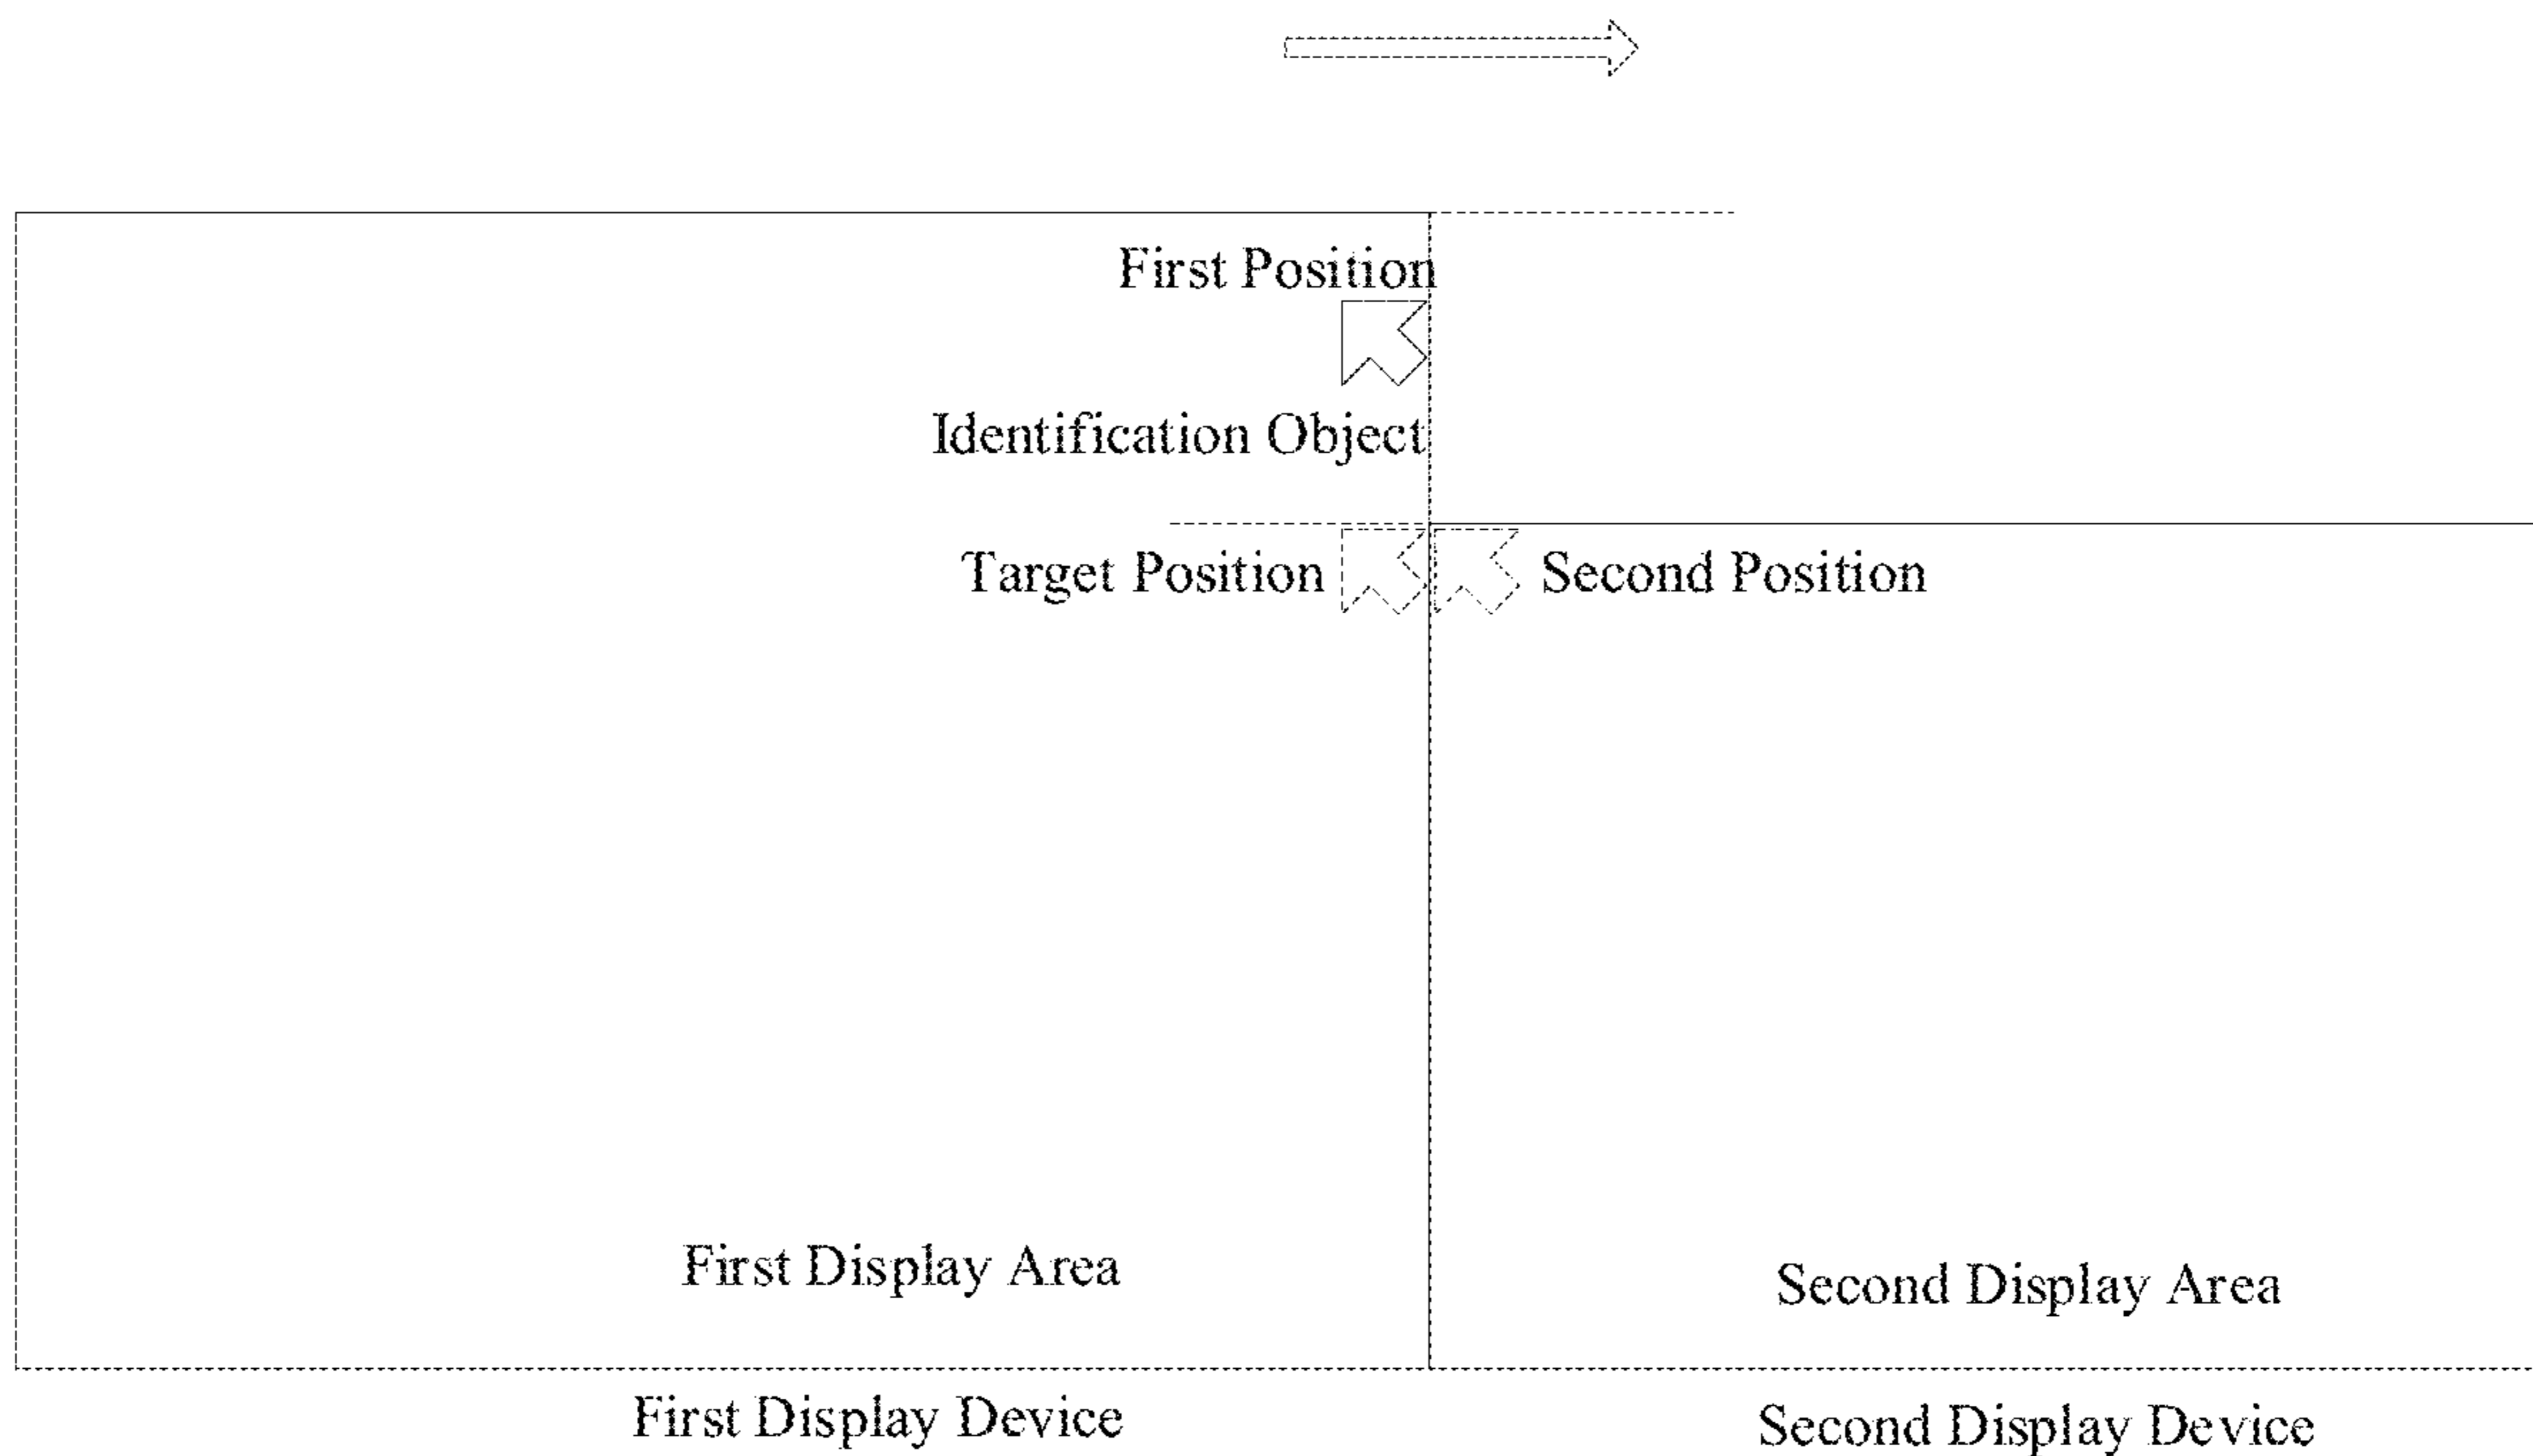 First Position
Identification Object
Target Position
Second Position
First Display Area
Second Display Area
First Display Device
Second Display Device